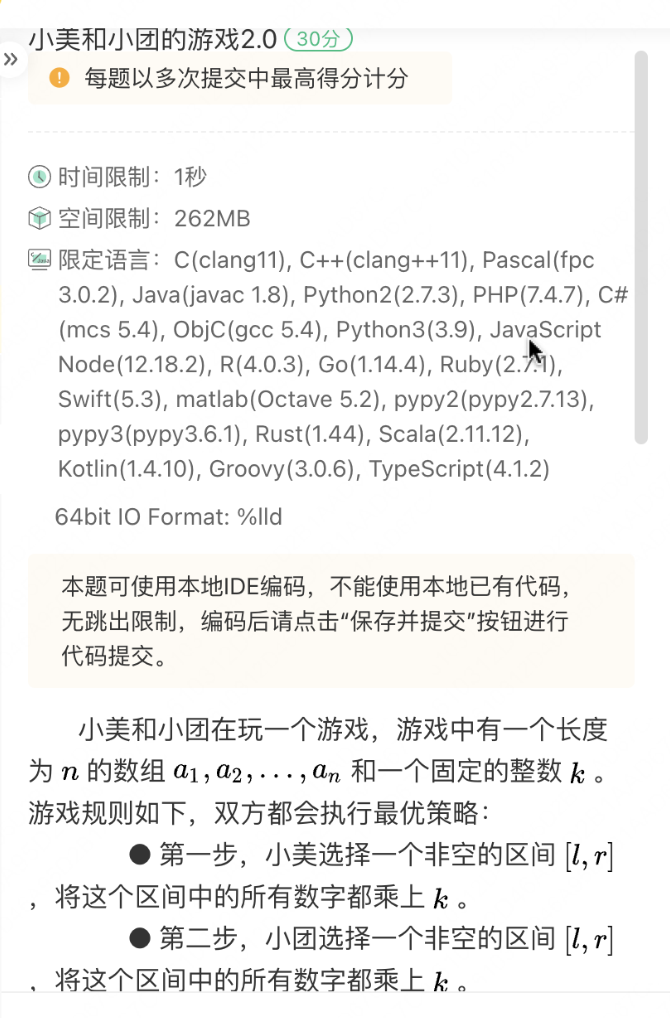 小美和小团的游戏2.0 30分
» 
! 每题以多次提交中最高得分计分
时间限制：1秒
空间限制：262MB
限定语言：C(clang11), C++(clang++11), Pascal(fpc
3.0.2), Java(javac 1.8), Python2(2.7.3), PHP(7.4.7), C#
(mcs 5.4), ObjC(gcc 5.4), Python3(3.9), JavaScript
Node(12.18.2), R(4.0.3), Go(1.14.4), Ruby(2.7.1),
Swift(5.3), matlab(Octave 5.2), pypy2(pypy2.7.13),
pypy3(pypy3.6.1), Rust(1.44), Scala(2.11.12),
Kotlin(1.4.10), Groovy(3.0.6), TypeScript(4.1.2)
64bit IO Format: %lld
本题可使用本地IDE编码，不能使用本地已有代码，
无跳出限制，编码后请点击“保存并提交”按钮进行
代码提交。
小美和小团在玩一个游戏，游戏中有一个长度
为 n 的数组 a₁, a₂, . . . , aₙ 和一个固定的整数 k 。
游戏规则如下，双方都会执行最优策略：
● 第一步，小美选择一个非空的区间 [l, r]
，将这个区间中的所有数字都乘上 k 。
● 第二步，小团选择一个非空的区间 [l, r]
，将这个区间中的所有数字都乘上 k 。